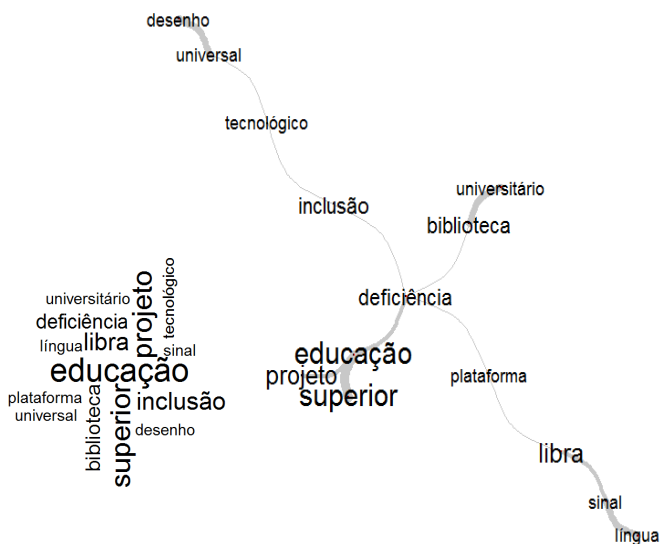 desenho
universal
tecnológico
inclusão
universitário
biblioteca
deficiência
educação
projeto
superior
plataforma
libra
sinal
língua
universitário
projeto
tecnológico
deficiência
língua
libra
sinal
educação
plataforma
universal
biblioteca
superior
inclusão
desenho